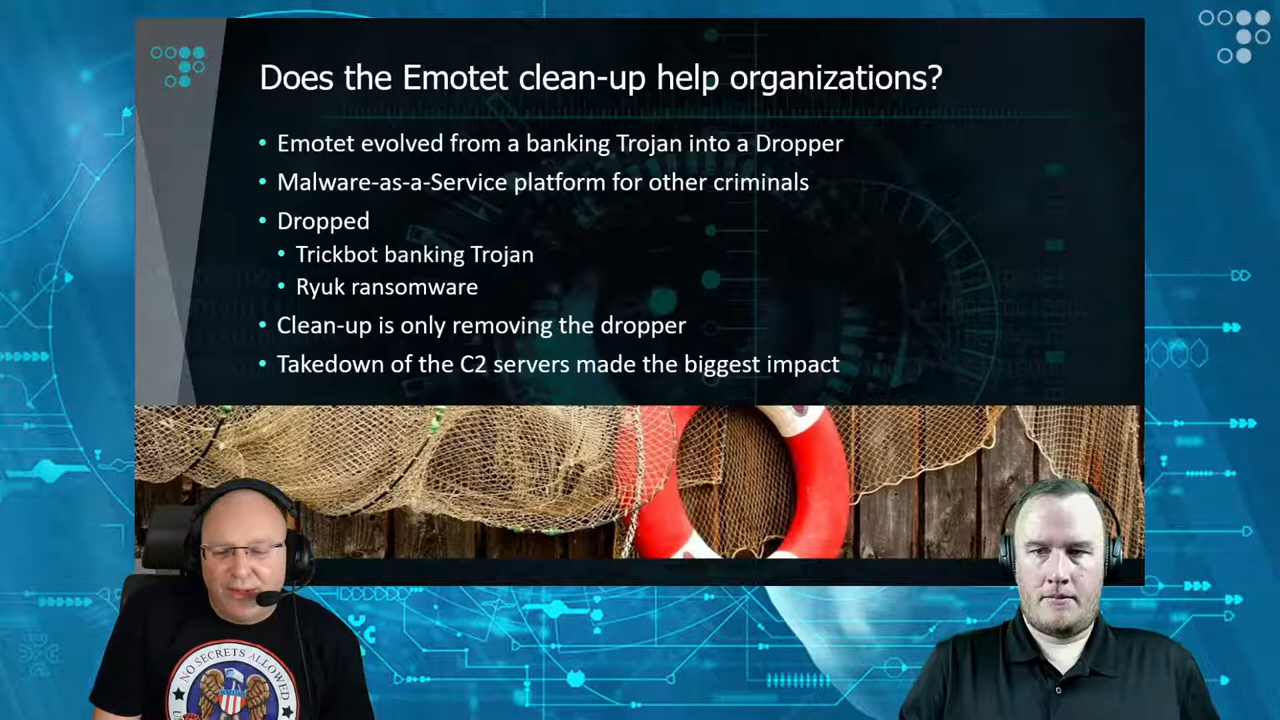 Does the Emotet clean-up help organizations?
• Emotet evolved from a banking Trojan into a Dropper
• Malware-as-a-Service platform for other criminals
• Dropped
• Trickbot banking Trojan
• Ryuk ransomware
• Clean-up is only removing the dropper
• Takedown of the C2 servers made the biggest impact
NO SECRETS ALLOWED